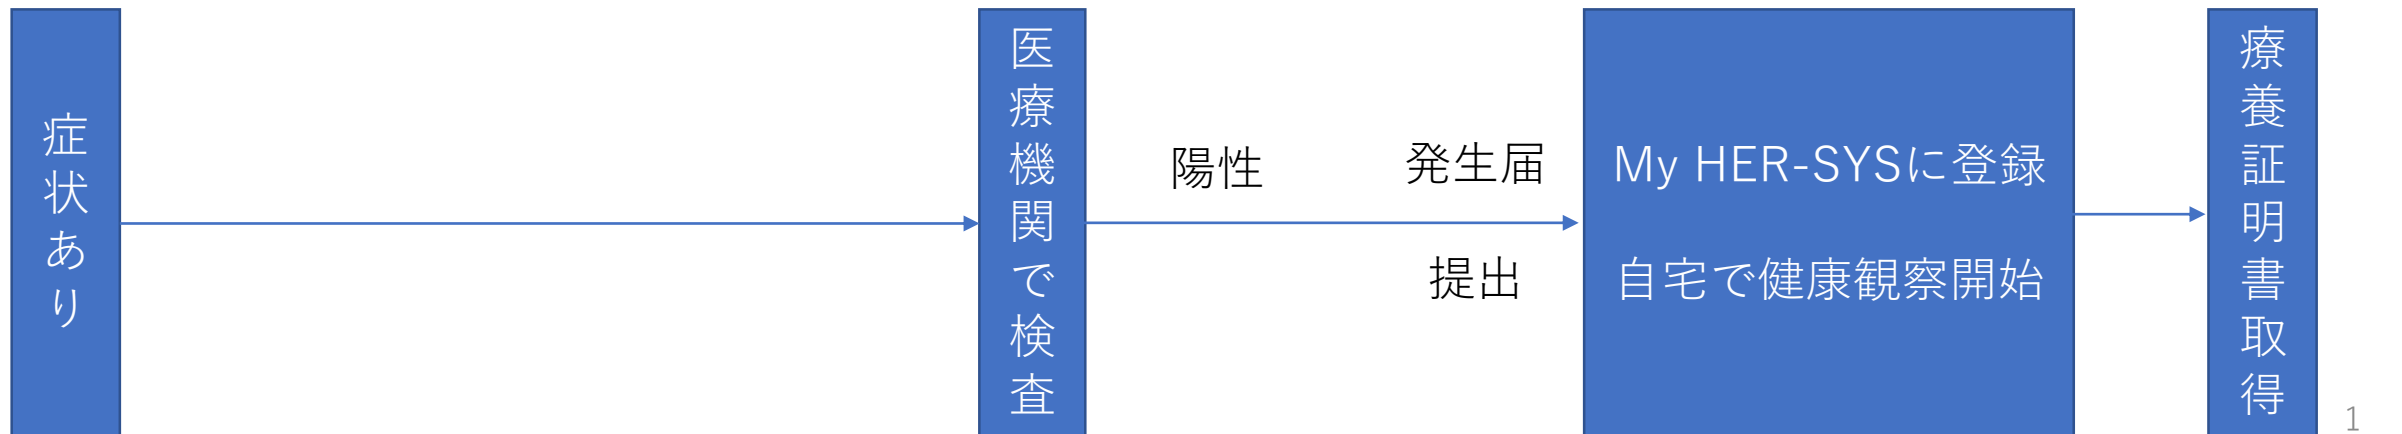 症状あり
医療機関で検査
陽性
発生届
提出
My HER-SYSに登録
自宅で健康観察開始
療養証明書取得
1